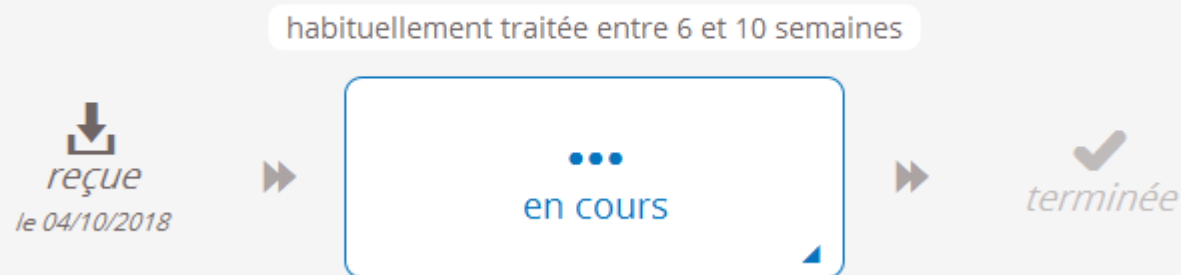 habituellement traitée entre 6 et 10 semaines
reçue
le 04/10/2018
en cours
terminée